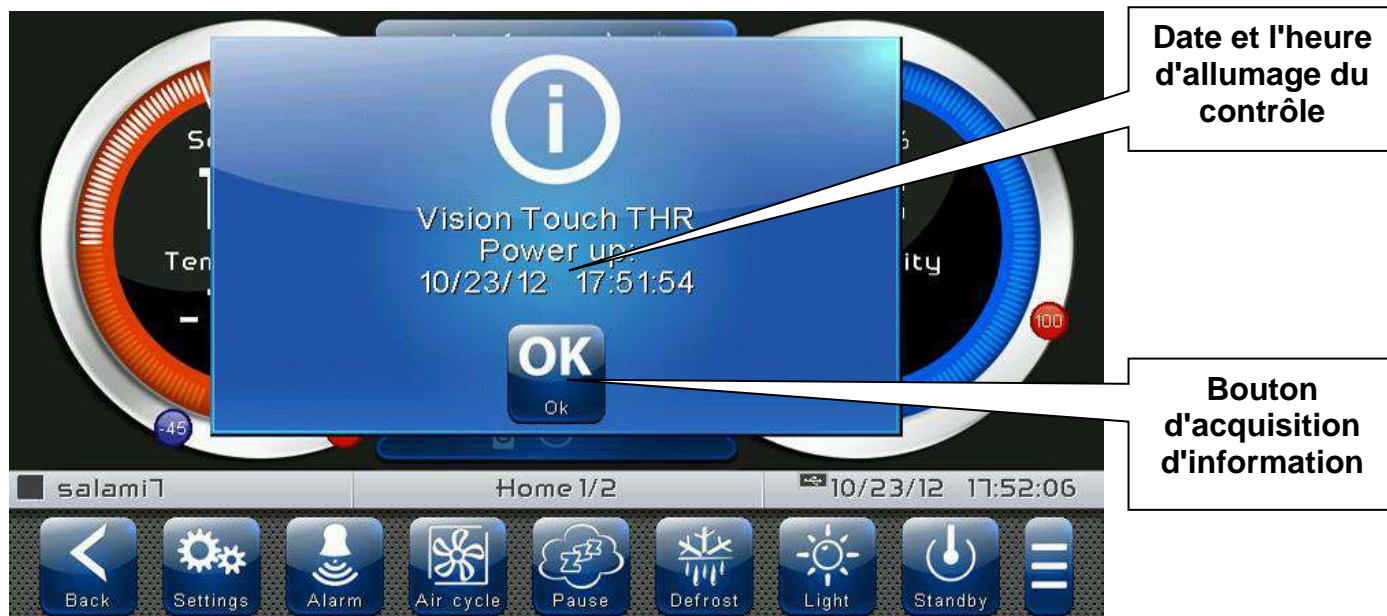 Date et l'heure
d'allumage du
contrôle
Vision Touch THR
Power up:
10/23/12 17:51:54
OK
Ok
Bouton
d'acquisition
d'information
-45
100
salami7
Home 1/2
10/23/12 17:52:06
Back
Settings
Alarm
Air cycle
Pause
Defrost
Light
Standby